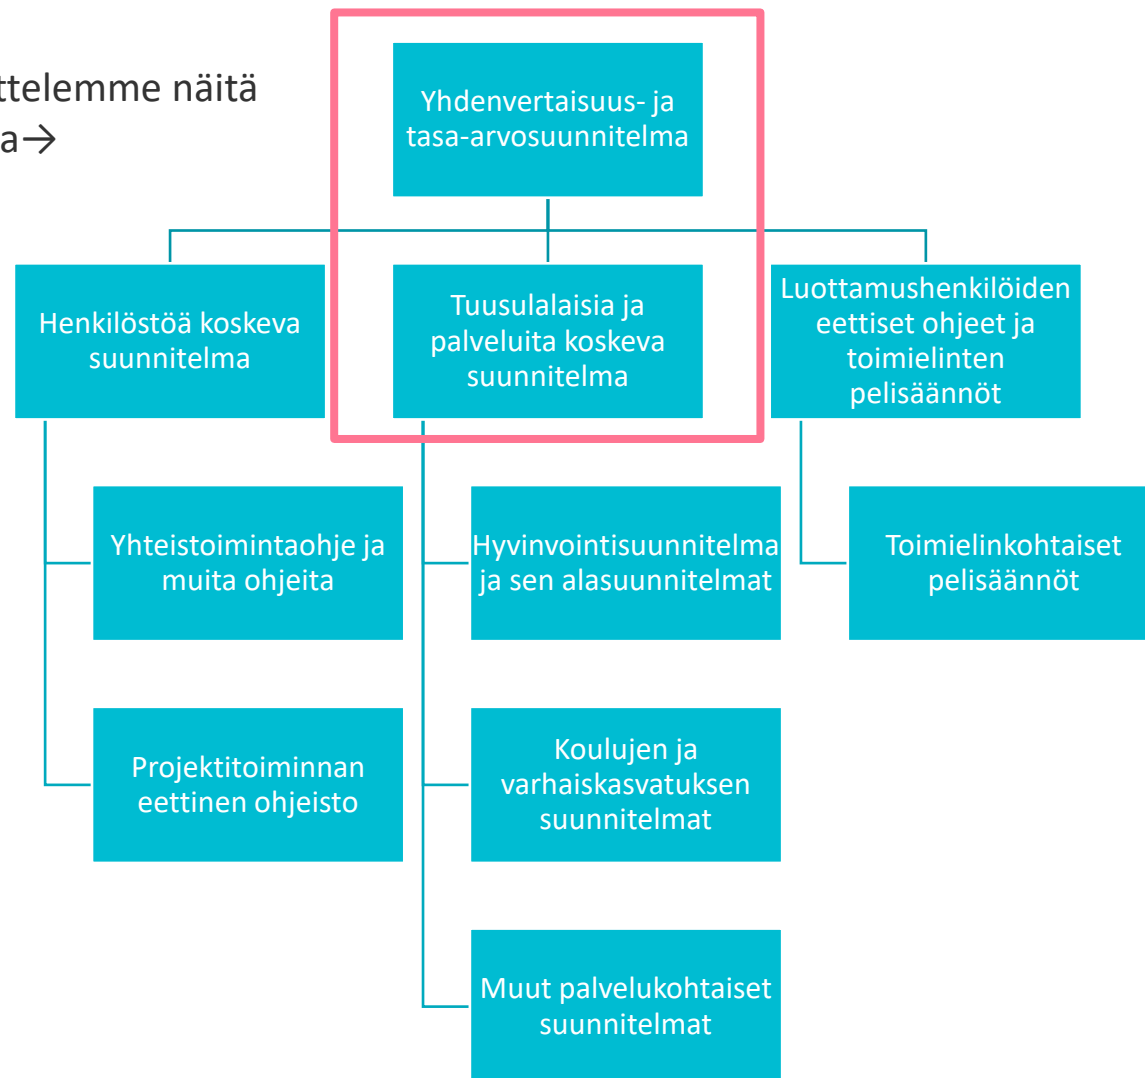 ttelemme näitä
a→
Yhdenvertaisuus- ja
tasa-arvosuunnitelma
Henkilöstöä koskeva
suunnitelma
Tuusulalaisia ja
palveluita koskeva
suunnitelma
Luottamushenkilöiden
eettiset ohjeet ja
toimielinten
pelisäännöt
Yhteistoimintaohje ja
muita ohjeita
Hyvinvointisuunnitelma
ja sen alasuunnitelmat
Toimielinkohtaiset
pelisäännöt
Projektitoiminnan
eettinen ohjeisto
Koulujen ja
varhaiskasvatuksen
suunnitelmat
Muut palvelukohtaiset
suunnitelmat